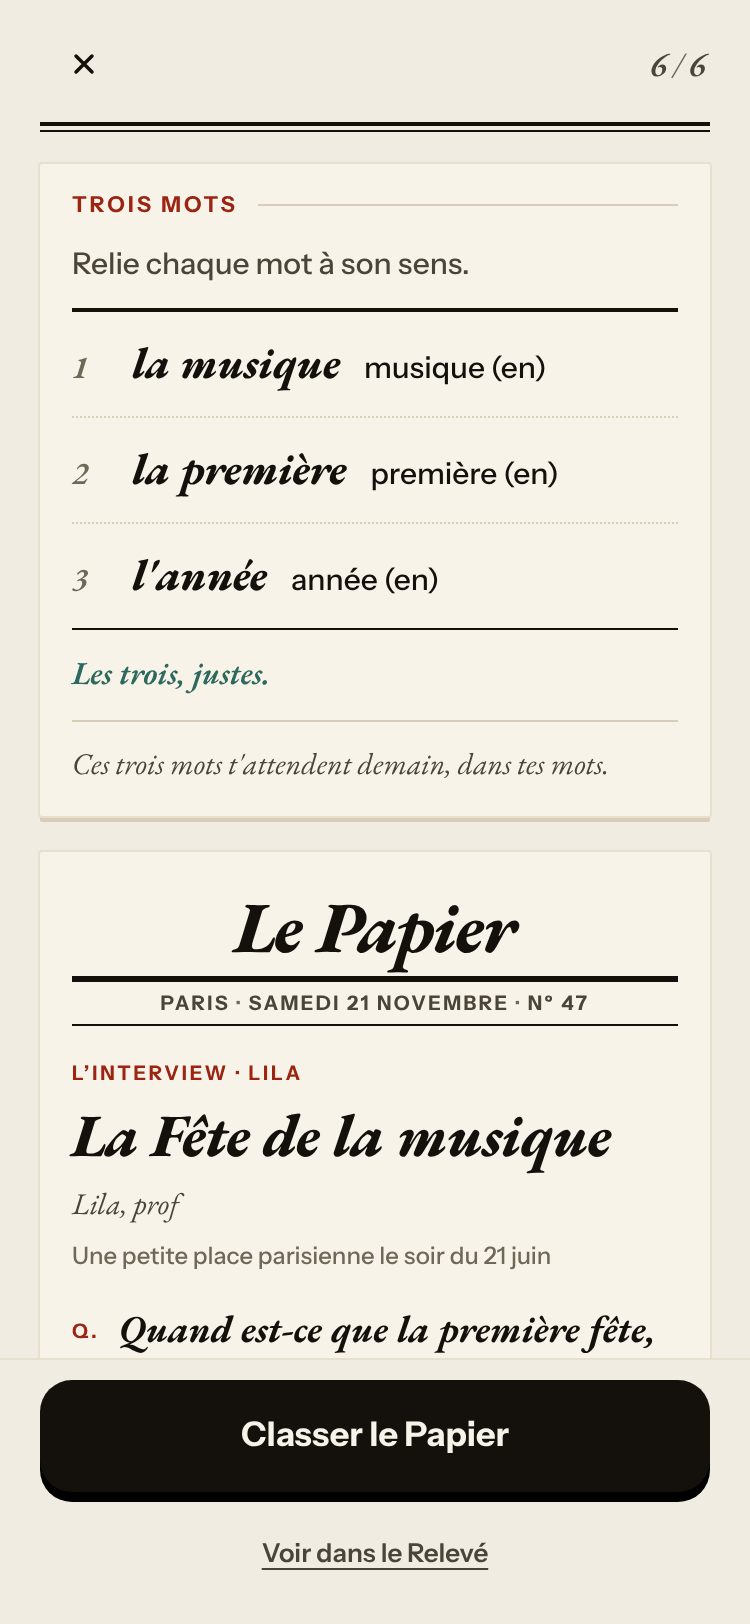 6/6
TROIS MOTS
Relie chaque mot à son sens.
1 la musique musique (en)
2 la première première (en)
3 l'année année (en)
Les trois, justes.
Ces trois mots t'attendent demain, dans tes mots.
Le Papier
PARIS · SAMEDI 21 NOVEMBRE · N° 47
L’INTERVIEW · LILA
La Fête de la musique
Lila, prof
Une petite place parisienne le soir du 21 juin
Q. Quand est-ce que la première fête,
Classer le Papier
Voir dans le Relevé